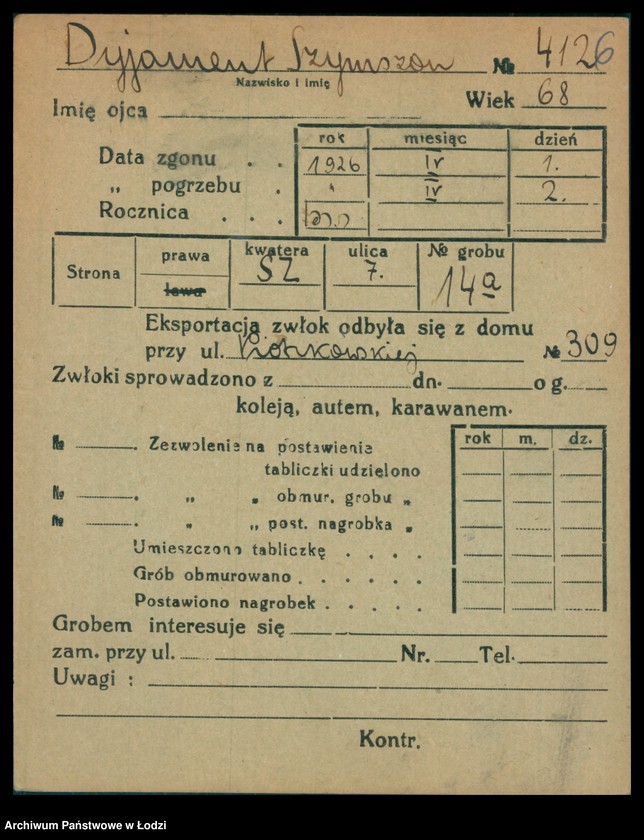 Dyjament Szymszon № 4126
Nazwisko i imię
Wiek 68
Imię ojca
rok miesiąc dzień
Data zgonu . . 1926 IV 1.
„ pogrzebu . " IV 2.
Rocznica . . .
Strona prawa kwatera ulica № grobu
lewa SZ 7. 14a
Eksportacja zwłok odbyła się z domu
przy ul. Piotrkowskiej № 309
Zwłoki sprowadzono z dn. o g.
koleją, autem, karawanem.
rok m. dz.
№ . Zezwolenie na postawienie
tabliczki udzielono
№ . „ „ obmur. grobu „
№ . „ „ post. nagrobka „
Umieszczono tabliczkę . . . .
Grób obmurowano . . . . .
Postawiono nagrobek . . . .
Grobem interesuje się
zam. przy ul. Nr. Tel.
Uwagi :
Kontr.
Archiwum Państwowe w Łodzi